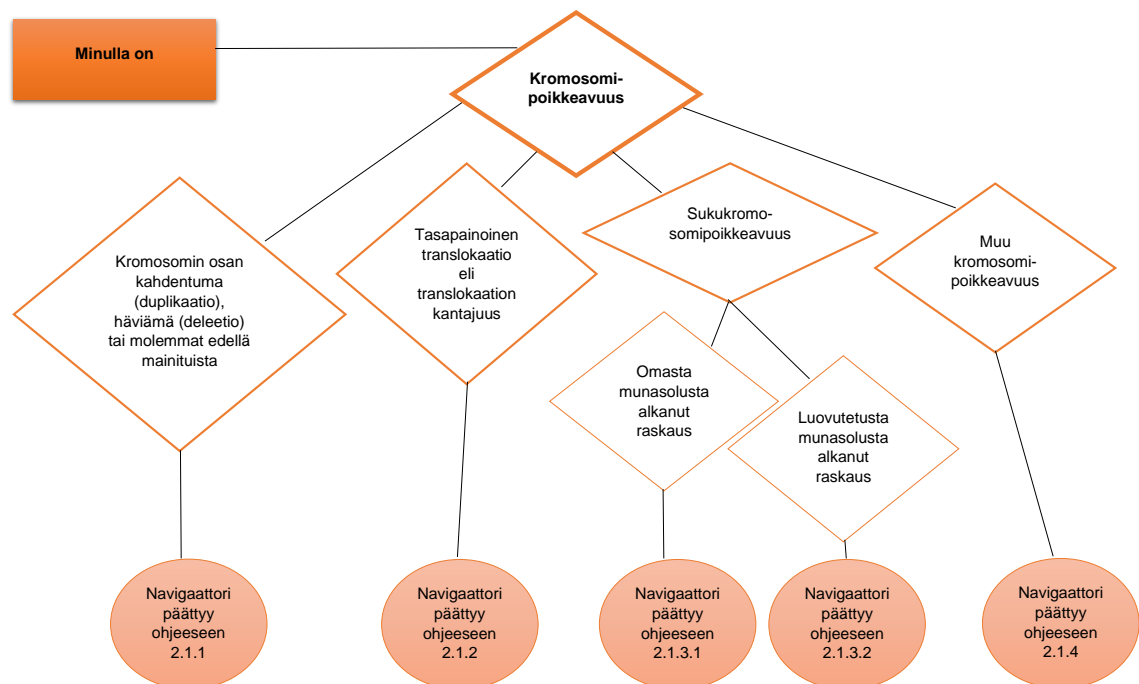 Minulla on
Kromosomi-
poikkeavuus
Kromosomin osan
kahdentuma
(duplikaatio),
häviämä (deleetio)
tai molemmat edellä
mainituista
Tasapainoinen
translokaatio
eli
translokaation
kantajuus
Sukukromo-
somipoikkeavuus
Muu
kromosomi-
poikkeavuus
Omasta
munasolusta
alkanut
raskaus
Luovutetusta
munasolusta
alkanut
raskaus
Navigaattori
päättyy
ohjeeseen
2.1.1
Navigaattori
päättyy
ohjeeseen
2.1.2
Navigaattori
päättyy
ohjeeseen
2.1.3.1
Navigaattori
päättyy
ohjeeseen
2.1.3.2
Navigaattori
päättyy
ohjeeseen
2.1.4